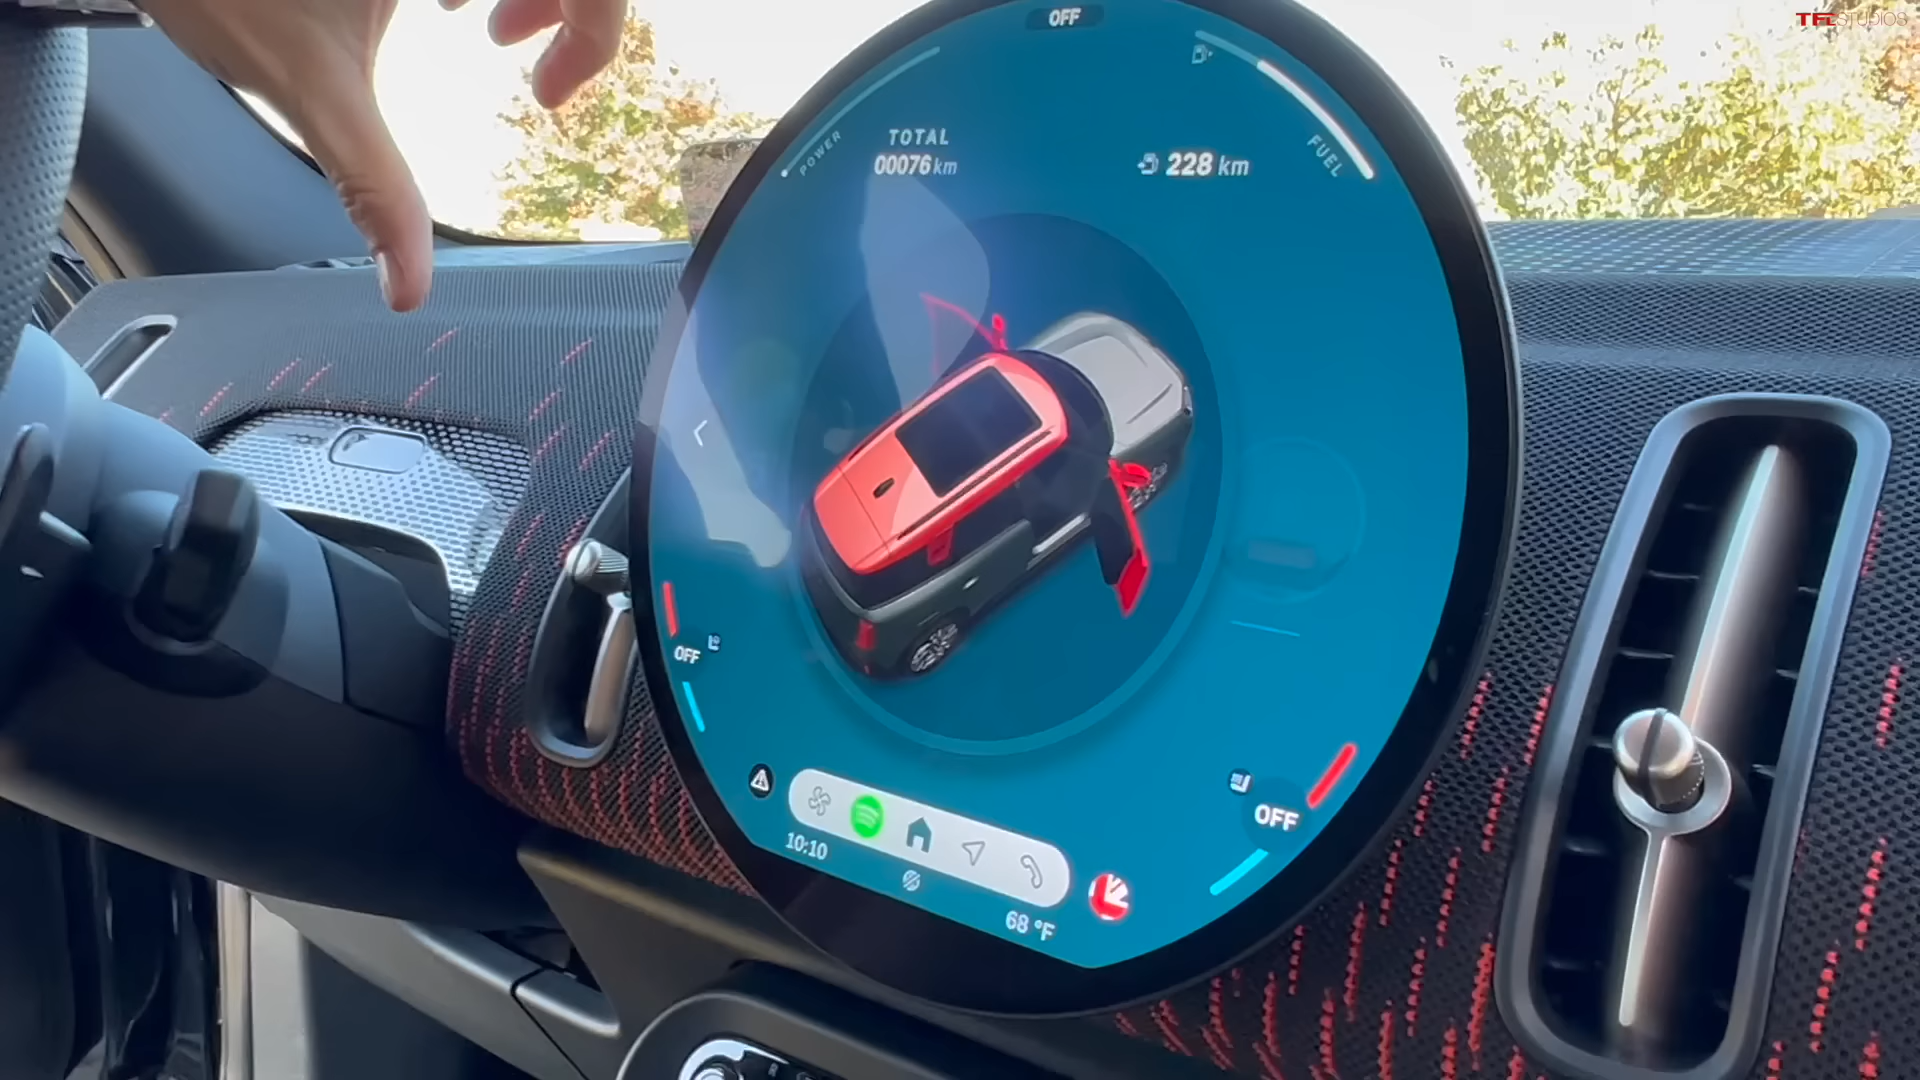 TFLSTUDIOS
OFF
POWER
TOTAL
00076 km
228 km
FUEL
OFF
OFF
10:10
68 °F
R